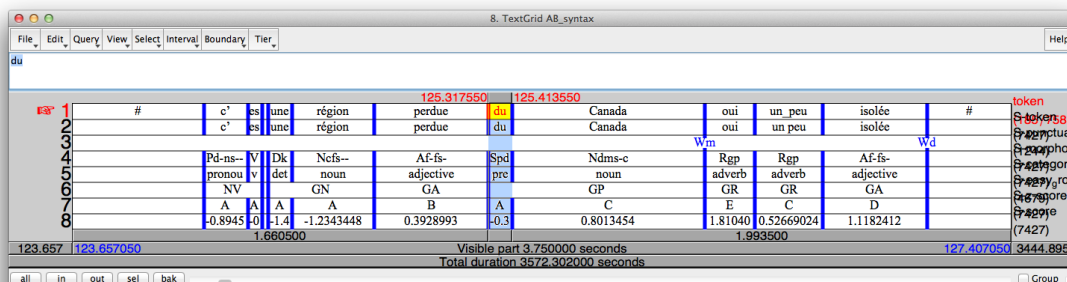 8. TextGrid AB_syntax
File Edit Query View Select Interval Boundary Tier Help
du
125.317550 125.413550
1 # c' es une région perdue du Canada oui un_peu isolée # token
2 c' es une région perdue du Canada oui un peu isolée
3 Wm Wd
4 Pd-ns-- V Dk Ncfs-- Af-fs- Spd Ndms-c Rgp Rgp Af-fs-
5 pronou v det noun adjective pre noun adverb adverb adjective
6 NV GN GA GP GR GR GA
7 A A A A B A C E C D
8 -0.8945 -0 -1.4 -1.2343448 0.3928993 -0.3 0.8013454 1.81040 0.52669024 1.1182412
(7427)
1.660500 1.993500
123.657 123.657050 Visible part 3.750000 seconds 127.407050 3444.895
Total duration 3572.302000 seconds
all in out sel bak Group